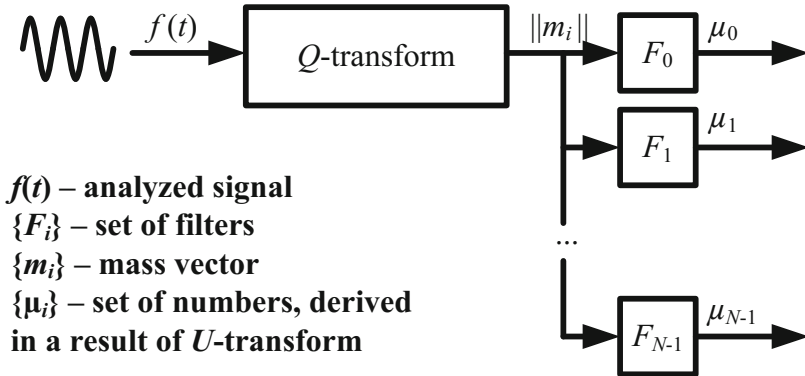 f(t)
Q-transform
||mᵢ||
F₀
μ₀
F₁
μ₁
...
Fₙ₋₁
μₙ₋₁
f(t) – analyzed signal
{Fᵢ} – set of filters
{mᵢ} – mass vector
{μᵢ} – set of numbers, derived
in a result of U-transform